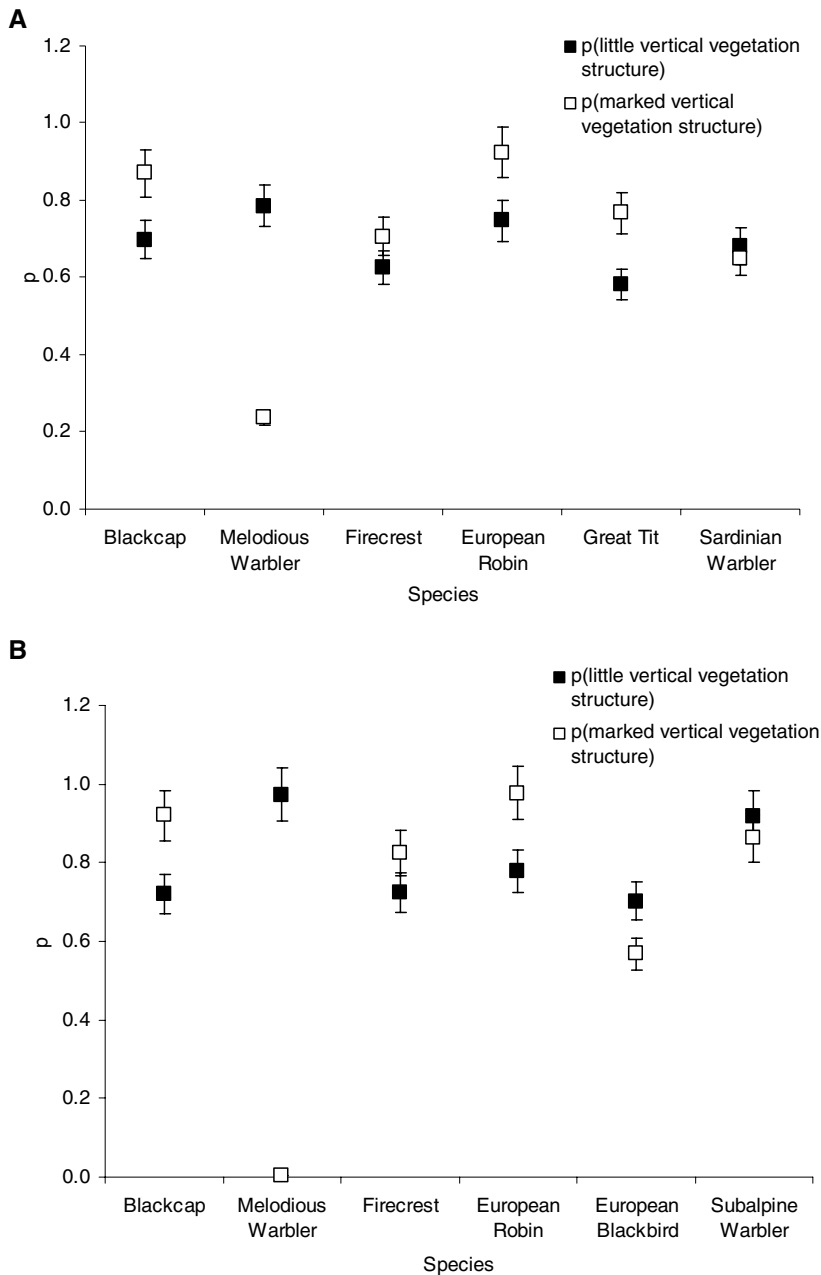 A
p(little vertical vegetation
structure)
p(marked vertical
vegetation structure)
1.2
1.0
0.8
0.6
0.4
0.2
0.0
p
Blackcap
Melodious
Warbler
Firecrest
European
Robin
Great Tit
Sardinian
Warbler
Species
B
p(little vertical vegetation
structure)
p(marked vertical vegetation
structure)
1.2
1.0
0.8
0.6
0.4
0.2
0.0
p
Blackcap
Melodious
Warbler
Firecrest
European
Robin
European
Blackbird
Subalpine
Warbler
Species